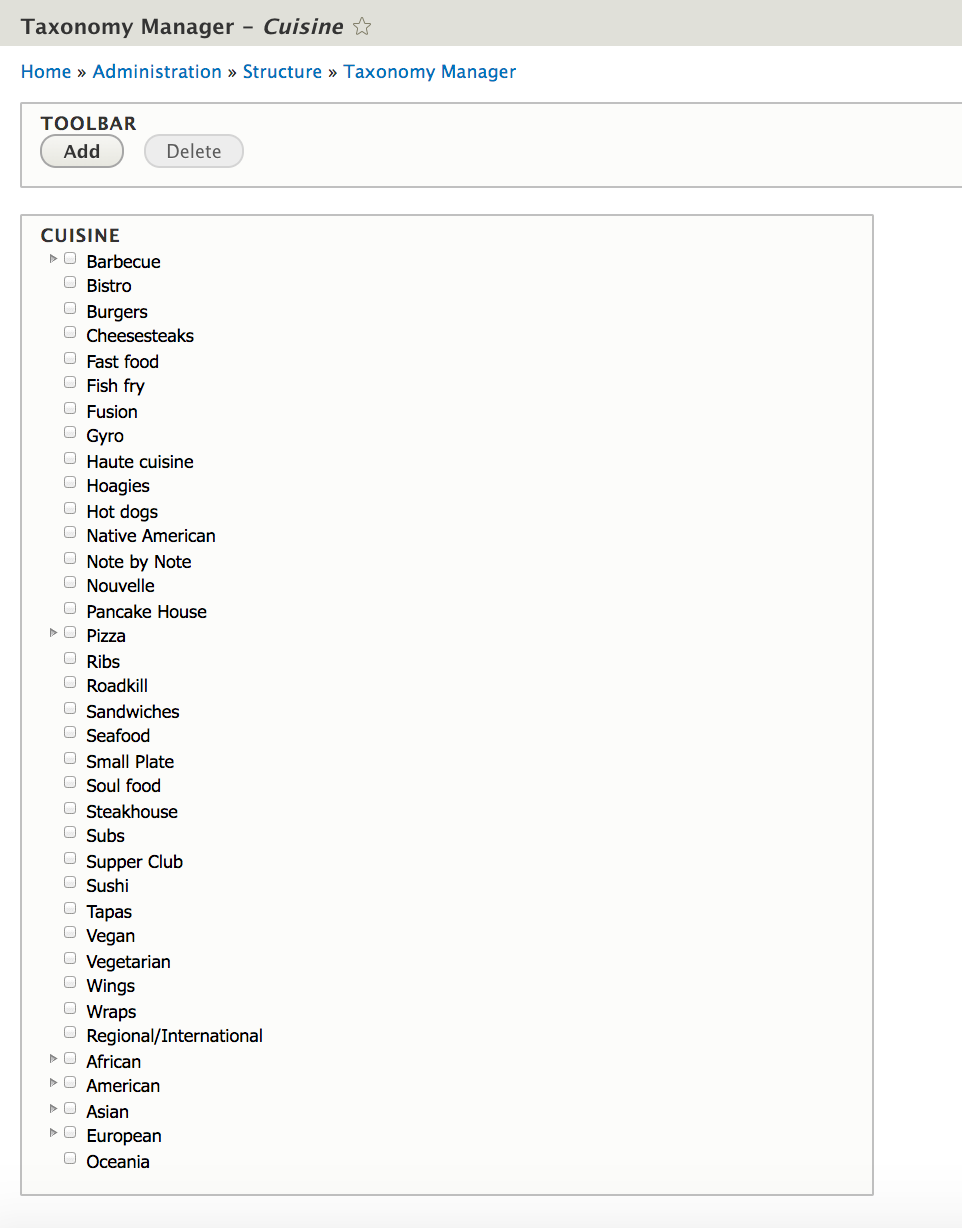 Taxonomy Manager – Cuisine
Home » Administration » Structure » Taxonomy Manager
TOOLBAR
Add Delete
CUISINE
Barbecue
Bistro
Burgers
Cheesesteaks
Fast food
Fish fry
Fusion
Gyro
Haute cuisine
Hoagies
Hot dogs
Native American
Note by Note
Nouvelle
Pancake House
Pizza
Ribs
Roadkill
Sandwiches
Seafood
Small Plate
Soul food
Steakhouse
Subs
Supper Club
Sushi
Tapas
Vegan
Vegetarian
Wings
Wraps
Regional/International
African
American
Asian
European
Oceania